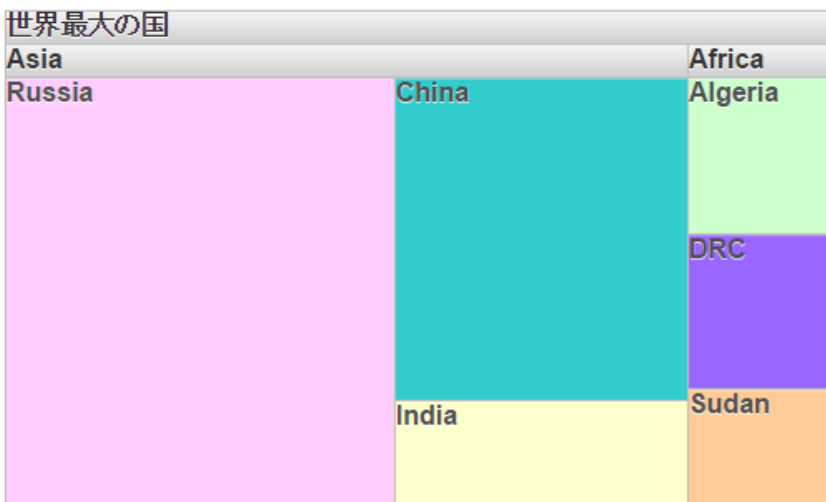 世界最大の国
Asia
Africa
Russia
China
Algeria
DRC
Sudan
India